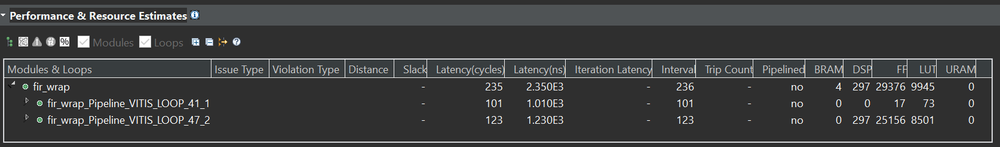 Performance & Resource Estimates
% Modules Loops
Modules & Loops Issue Type Violation Type Distance Slack Latency(cycles) Latency(ns) Iteration Latency Interval Trip Count Pipelined BRAM DSP FF LUT URAM
fir_wrap - 235 2.350E3 - 236 - no 4 297 29376 9945 0
fir_wrap_Pipeline_VITIS_LOOP_41_1 - 101 1.010E3 - 101 - no 0 0 17 73 0
fir_wrap_Pipeline_VITIS_LOOP_47_2 - 123 1.230E3 - 123 - no 0 297 25156 8501 0